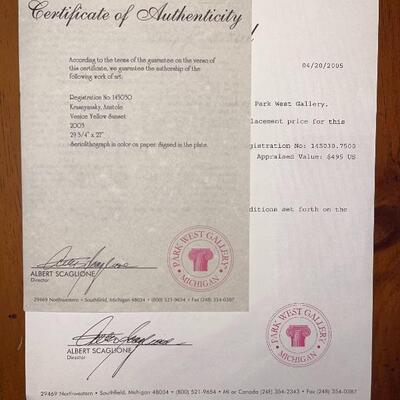 Certificate of Authenticity
According to the terms of the guarantee on the verso of
this certificate, we guarantee the authorship of the
following work of art:
Registration No: 145030
Krasnyansky, Anatole
Venice Yellow Sunset
2003
29 3/4" x 27"
Seriolithograph in color on paper. Signed in the plate.
ALBERT SCAGLIONE
Director
PARK WEST GALLERY
MICHIGAN
29469 Northwestern • Southfield, Michigan 48034 • (800) 521-9654 • Fax (248) 354-0387
04/20/2005
Park West Gallery.
lacement price for this
gistration No: 145030.7500
Appraised Value: $495 US
ditions set forth on the
ALBERT SCAGLIONE
Director
PARK WEST GALLERY
MICHIGAN
29469 Northwestern • Southfield, Michigan 48034 • (800) 521-9654 • MI or Canada (248) 354-2343 • Fax (248) 354-0387